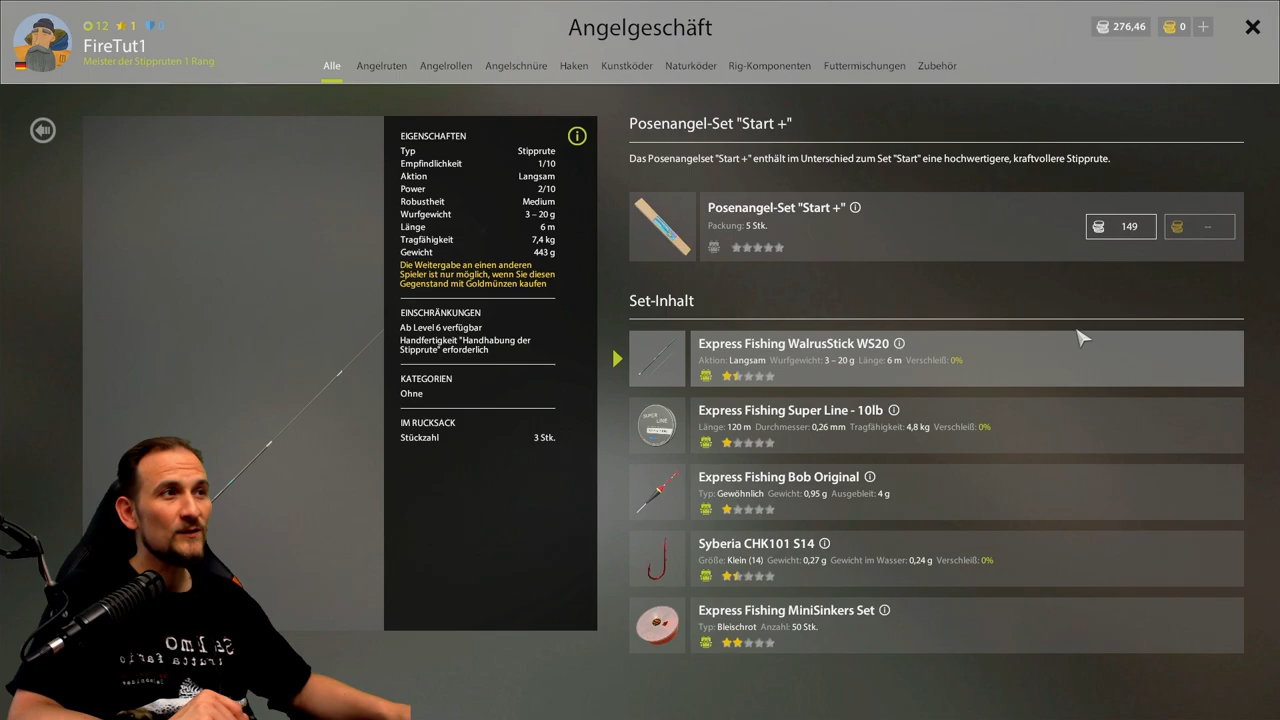 12 1 0
FireTut1
Meister der Stippruten 1 Rang
Angelgeschäft
276,46 0 +
Alle Angelruten Angelrollen Angelschnüre Haken Kunstköder Naturköder Rig-Komponenten Futtermischungen Zubehör
EIGENSCHAFTEN
Typ Stipprute
Empfindlichkeit 1/10
Aktion Langsam
Power 2/10
Robustheit Medium
Wurfgewicht 3 – 20 g
Länge 6 m
Tragfähigkeit 7,4 kg
Gewicht 443 g
Die Weitergabe an einen anderen
Spieler ist nur möglich, wenn Sie diesen
Gegenstand mit Goldmünzen kaufen
EINSCHRÄNKUNGEN
Ab Level 6 verfügbar
Handfertigkeit "Handhabung der
Stipprute" erforderlich
KATEGORIEN
Ohne
IM RUCKSACK
Stückzahl 3 Stk.
Posenangel-Set "Start +"
Das Posenangelset "Start +" enthält im Unterschied zum Set "Start" eine hochwertigere, kraftvollere Stipprute.
Posenangel-Set "Start +"
Packung: 5 Stk.
149 --
Set-Inhalt
Express Fishing WalrusStick WS20
Aktion: Langsam Wurfgewicht: 3 – 20 g Länge: 6 m Verschleiß: 0%
Express Fishing Super Line - 10lb
Länge: 120 m Durchmesser: 0,26 mm Tragfähigkeit: 4,8 kg Verschleiß: 0%
Express Fishing Bob Original
Typ: Gewöhnlich Gewicht: 0,95 g Ausgebleit: 4 g
Syberia CHK101 S14
Größe: Klein (14) Gewicht: 0,27 g Gewicht im Wasser: 0,24 g Verschleiß: 0%
Express Fishing MiniSinkers Set
Typ: Bleischrot Anzahl: 50 Stk.
SUPER
LINE
Salmo
trutta fario